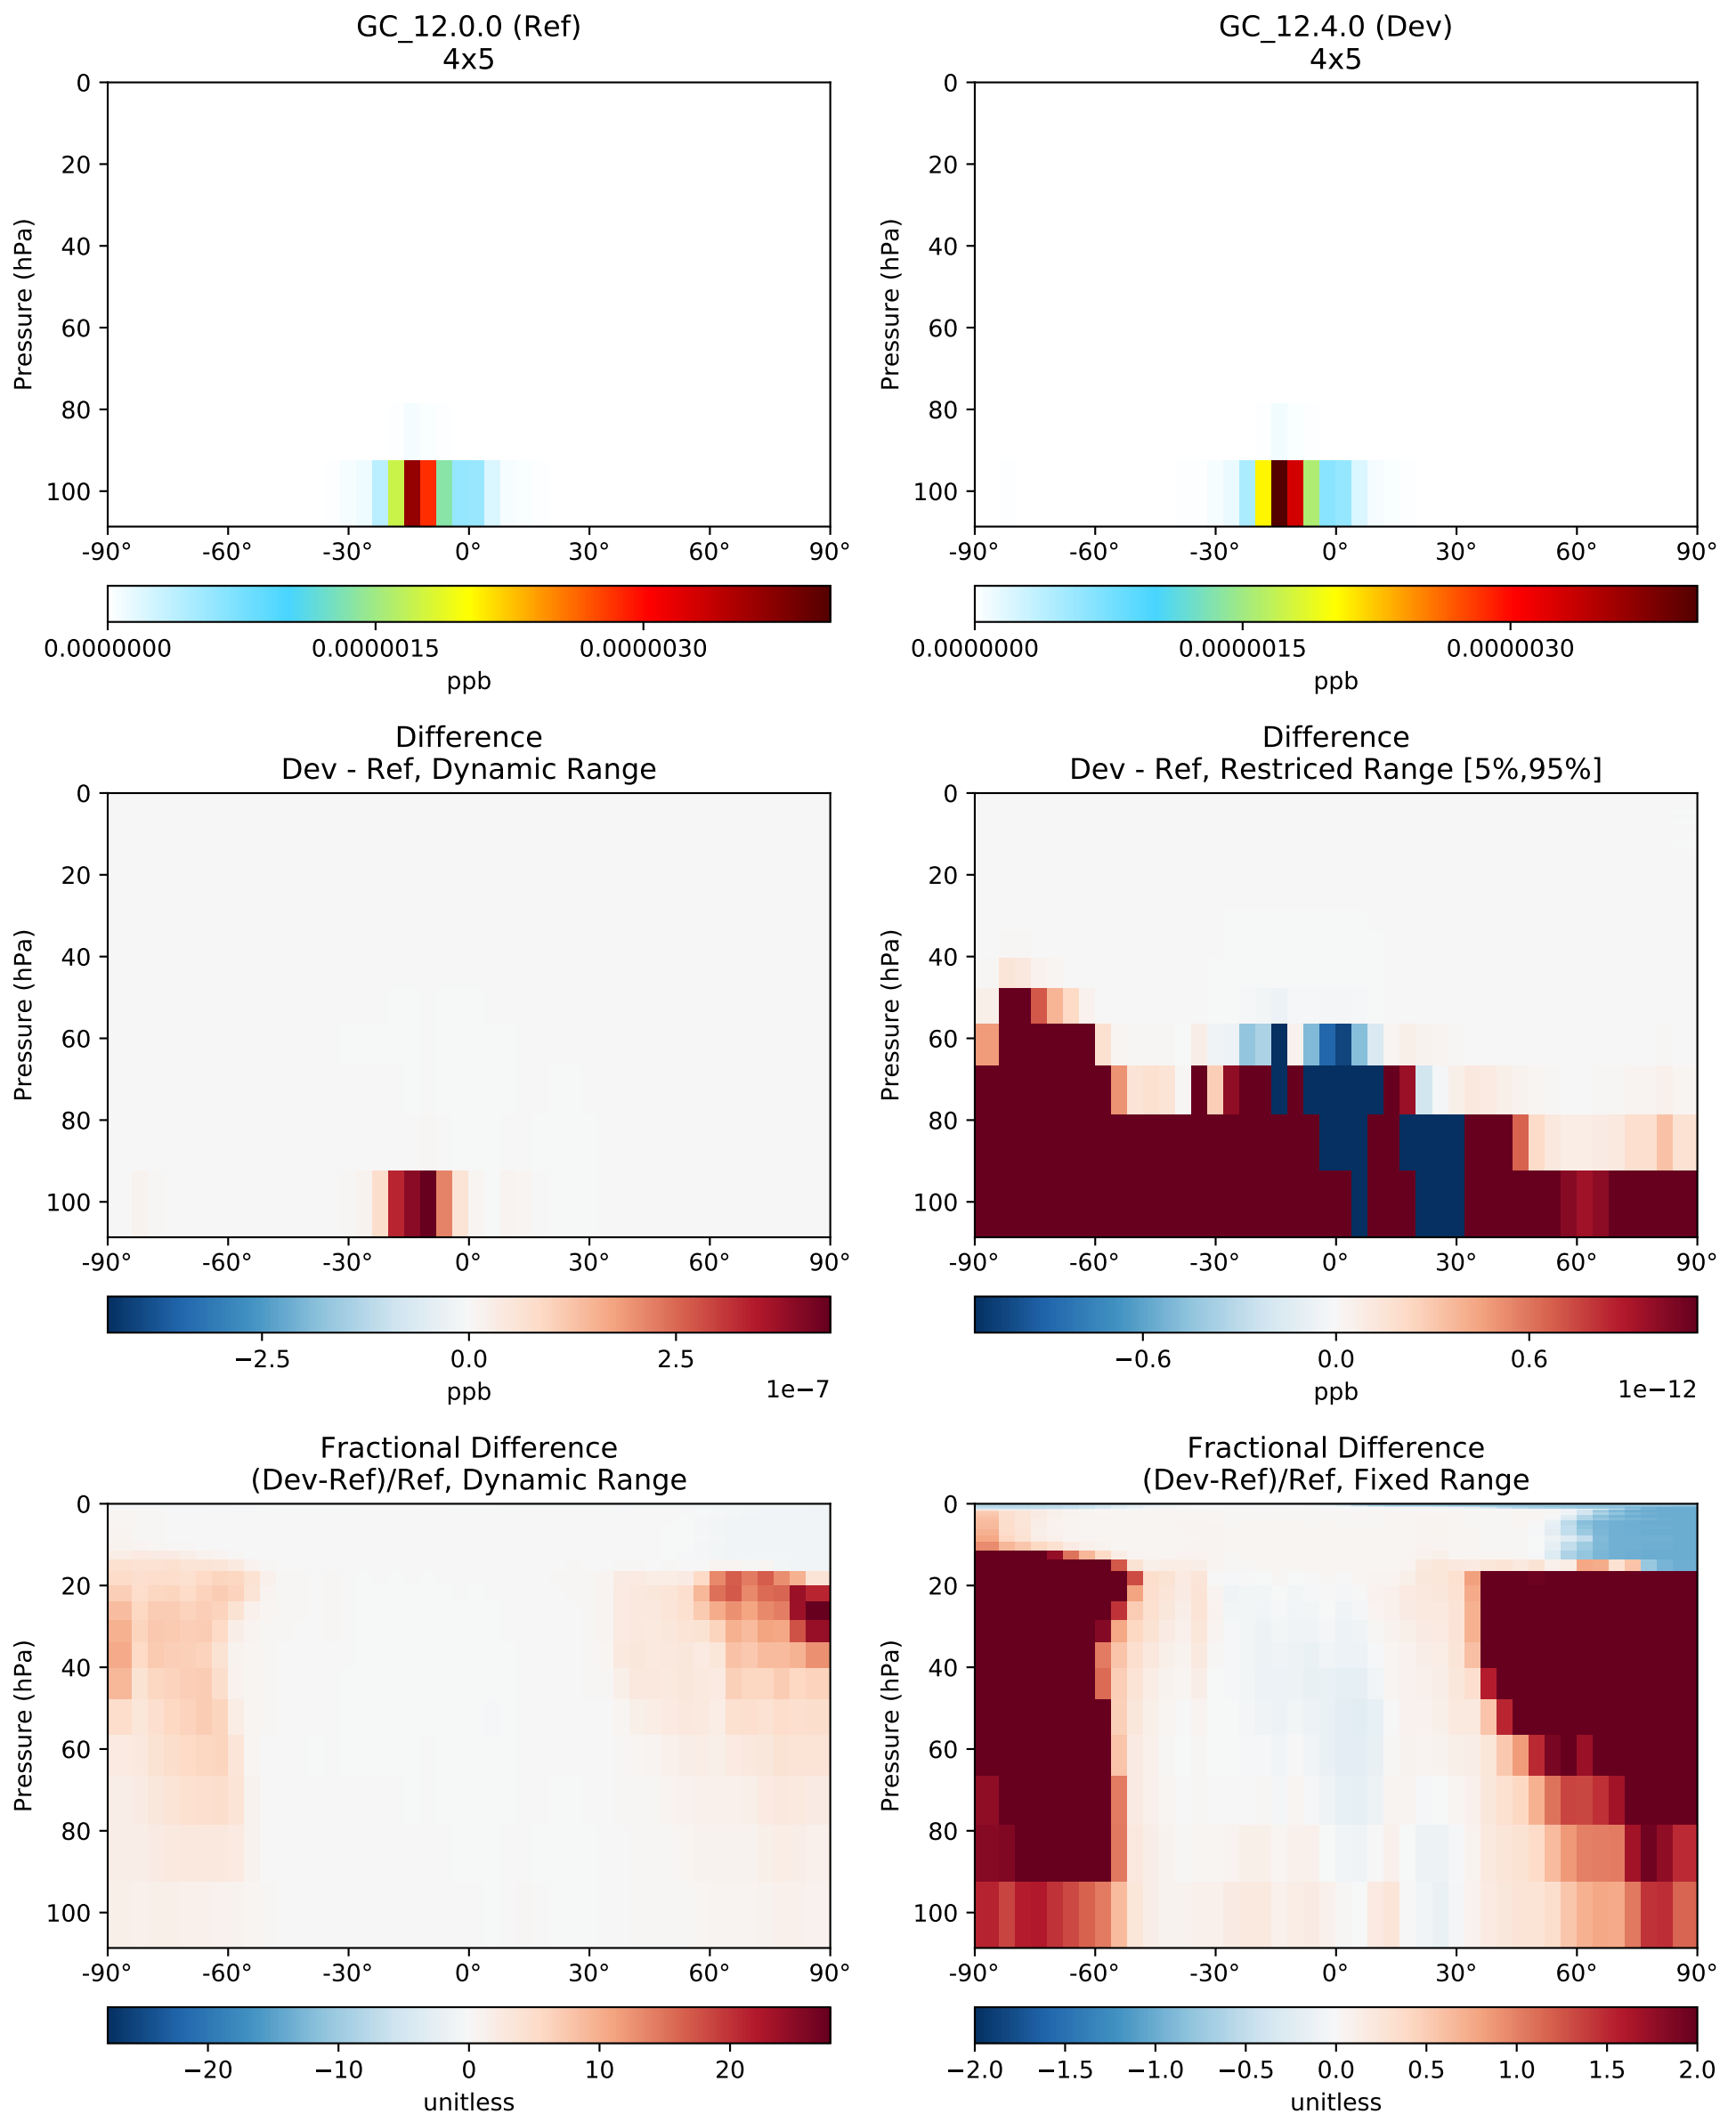 GC_12.0.0 (Ref)
4x5
GC_12.4.0 (Dev)
4x5
Pressure (hPa)
0
20
40
60
80
100
-90° -60° -30° 0° 30° 60° 90°
0.0000000 0.0000015 0.0000030
ppb
Pressure (hPa)
0
20
40
60
80
100
-90° -60° -30° 0° 30° 60° 90°
0.0000000 0.0000015 0.0000030
ppb
Difference
Dev - Ref, Dynamic Range
Pressure (hPa)
0
20
40
60
80
100
-90° -60° -30° 0° 30° 60° 90°
−2.5 0.0 2.5
ppb
1e−7
Difference
Dev - Ref, Restriced Range [5%,95%]
Pressure (hPa)
0
20
40
60
80
100
-90° -60° -30° 0° 30° 60° 90°
−0.6 0.0 0.6
ppb
1e−12
Fractional Difference
(Dev-Ref)/Ref, Dynamic Range
Pressure (hPa)
0
20
40
60
80
100
-90° -60° -30° 0° 30° 60° 90°
−20 −10 0 10 20
unitless
Fractional Difference
(Dev-Ref)/Ref, Fixed Range
Pressure (hPa)
0
20
40
60
80
100
-90° -60° -30° 0° 30° 60° 90°
−2.0 −1.5 −1.0 −0.5 0.0 0.5 1.0 1.5 2.0
unitless